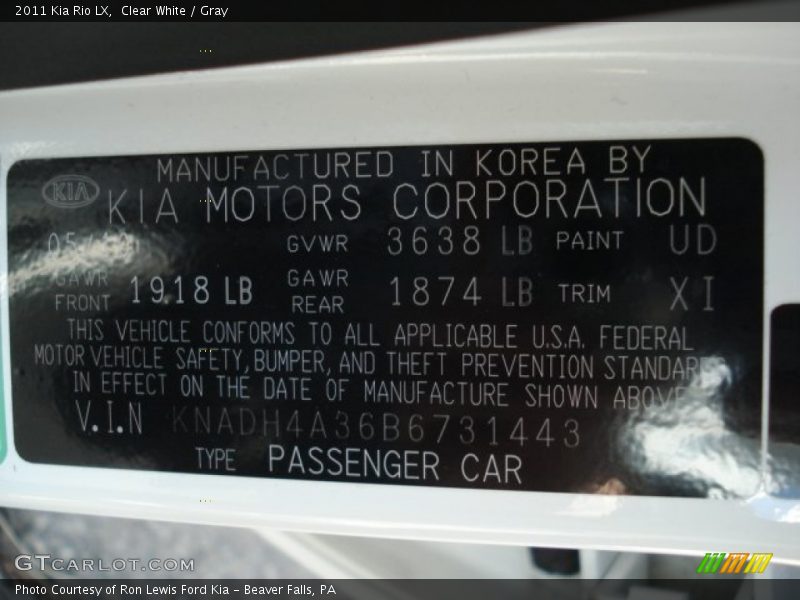 2011 Kia Rio LX,  Clear White / Gray
MANUFACTURED IN KOREA BY
KIA KIA MOTORS CORPORATION
05 GVWR 3638 LB PAINT UD
GAWR FRONT 1918 LB GAWR REAR 1874 LB TRIM XI
THIS VEHICLE CONFORMS TO ALL APPLICABLE U.S.A. FEDERAL
MOTOR VEHICLE SAFETY, BUMPER, AND THEFT PREVENTION STANDAR
IN EFFECT ON THE DATE OF MANUFACTURE SHOWN ABOVE
V.I.N KNADH4A36B6731443
TYPE PASSENGER CAR
GTCARLOT.COM
Photo Courtesy of Ron Lewis Ford Kia - Beaver Falls, PA